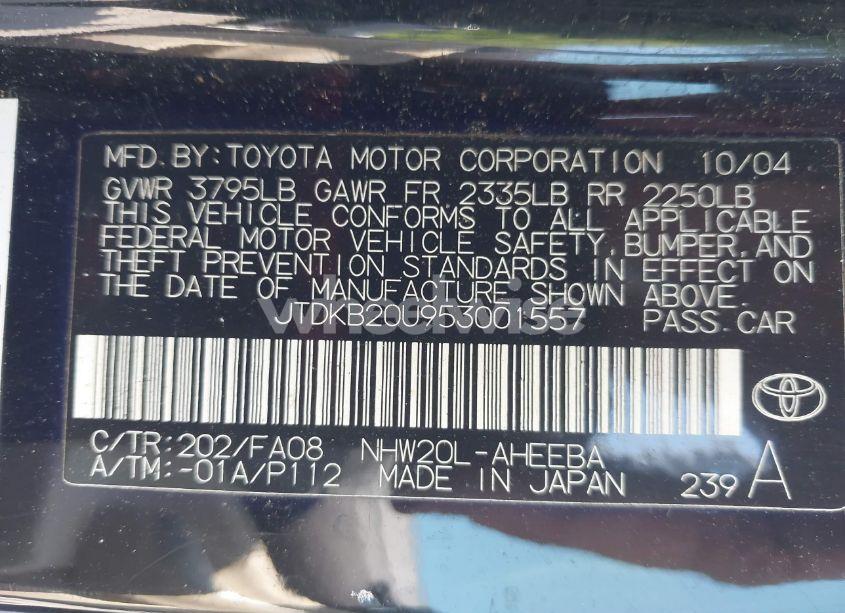 MFD.BY:TOYOTA MOTOR CORPORATION 10/04
GVWR 3795LB GAWR FR 2335LB RR 2250LB
THIS VEHICLE CONFORMS TO ALL APPLICABLE
FEDERAL MOTOR VEHICLE SAFETY, BUMPER, AND
THEFT PREVENTION STANDARDS IN EFFECT ON
THE DATE OF MANUFACTURE SHOWN ABOVE.
JTDKB20U953001557 PASS.CAR
C/TR:202/FA08 NHW20L-AHEEBA
A/TM:-01A/P112 MADE IN JAPAN 239 A